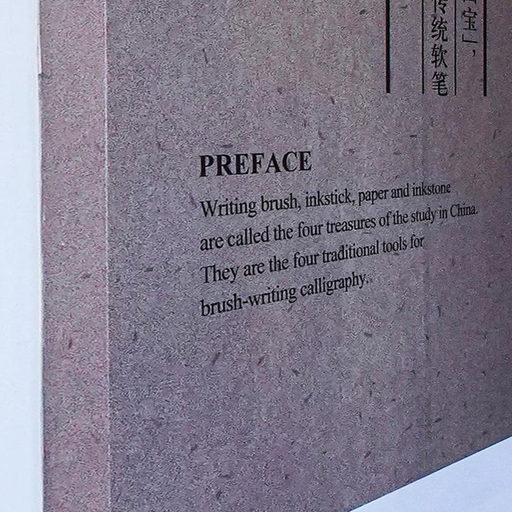 宝」，
传统软笔
PREFACE
Writing brush, inkstick, paper and inkstone
are called the four treasures of the study in China.
They are the four traditional tools for
brush-writing calligraphy.